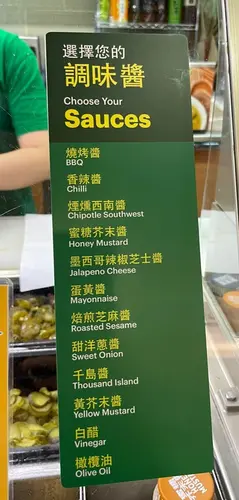 選擇您的
調味醬
Choose Your
Sauces
燒烤醬
BBQ
香辣醬
Chilli
煙燻西南醬
Chipotle Southwest
蜜糖芥末醬
Honey Mustard
墨西哥辣椒芝士醬
Jalapeno Cheese
蛋黃醬
Mayonnaise
焙煎芝麻醬
Roasted Sesame
甜洋蔥醬
Sweet Onion
千島醬
Thousand Island
黃芥末醬
Yellow Mustard
白醋
Vinegar
橄欖油
Olive Oil